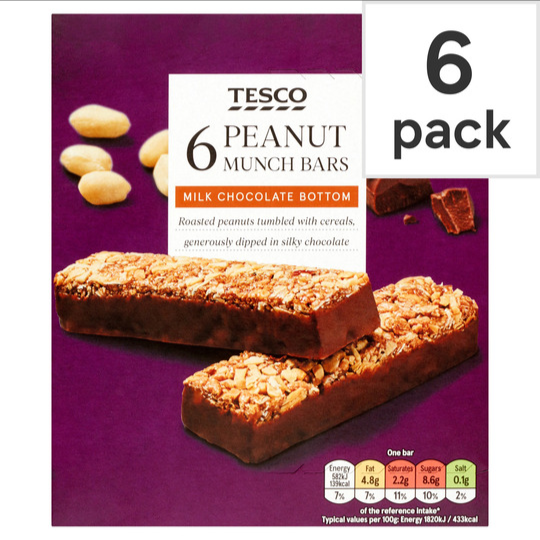 6
pack
TESCO
6 PEANUT
MUNCH BARS
MILK CHOCOLATE BOTTOM
Roasted peanuts tumbled with cereals,
generously dipped in silky chocolate
One bar
Energy Fat Saturates Sugars Salt
582kJ
139kcal 4.8g 2.2g 8.6g 0.1g
7% 7% 11% 10% 2%
of the reference intake*
Typical values per 100g: Energy 1820kJ / 433kcal